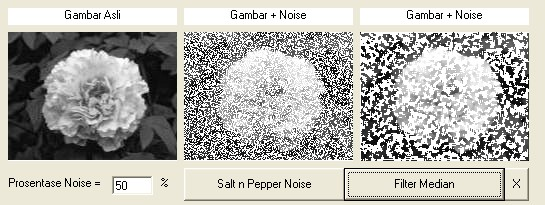 Gambar Asli
Gambar + Noise
Gambar + Noise
Prosentase Noise =
50
%
Salt n Pepper Noise
Filter Median
X